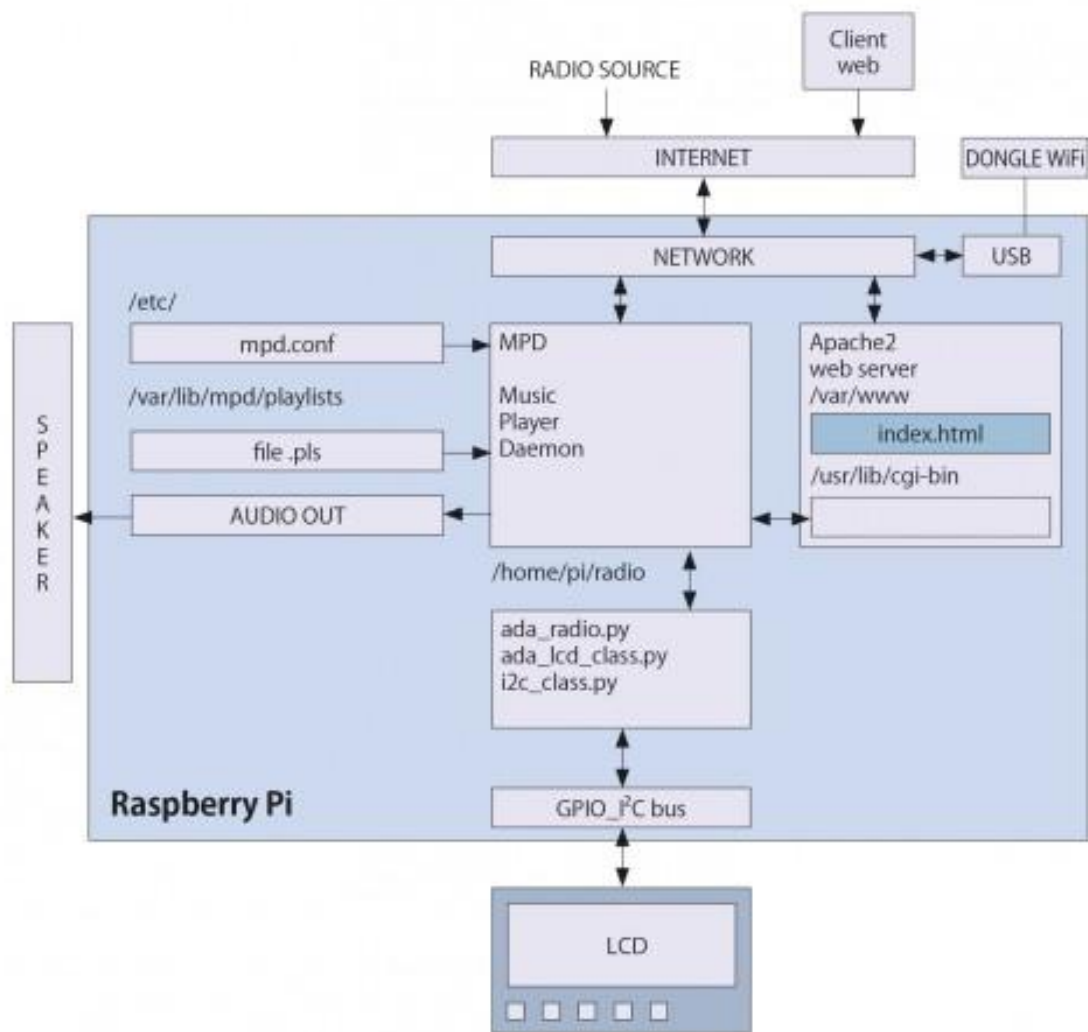 Client
web
RADIO SOURCE
INTERNET
DONGLE WiFi
NETWORK
USB
/etc/
mpd.conf
/var/lib/mpd/playlists
file .pls
AUDIO OUT
SPEAKER
MPD
Music
Player
Daemon
Apache2
web server
/var/www
index.html
/usr/lib/cgi-bin
/home/pi/radio
ada_radio.py
ada_lcd_class.py
i2c_class.py
Raspberry Pi
GPIO_I²C bus
LCD